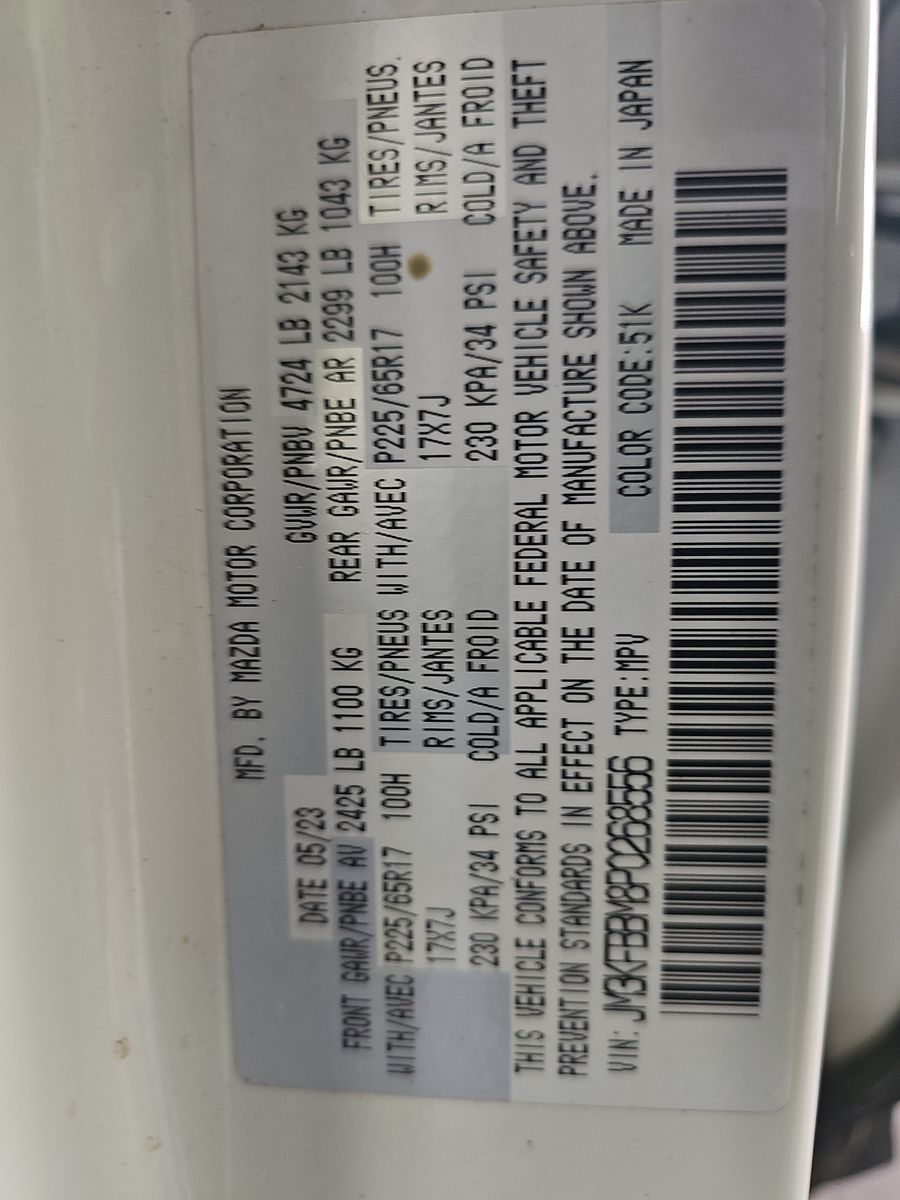 MFD. BY MAZDA MOTOR CORPORATION
DATE 05/23 GVWR/PNBV 4724 LB 2143 KG
FRONT GAWR/PNBE AV 2425 LB 1100 KG REAR GAWR/PNBE AR 2299 LB 1043 KG
WITH/AVEC P225/65R17 100H TIRES/PNEUS WITH/AVEC P225/65R17 100H TIRES/PNEUS.
17X7J RIMS/JANTES 17X7J RIMS/JANTES
230 KPA/34 PSI COLD/A FROID 230 KPA/34 PSI COLD/A FROID
THIS VEHICLE CONFORMS TO ALL APPLICABLE FEDERAL MOTOR VEHICLE SAFETY AND THEFT
PREVENTION STANDARDS IN EFFECT ON THE DATE OF MANUFACTURE SHOWN ABOVE.
VIN: JM3KFBBM8P0268556 TYPE:MPV COLOR CODE:51K MADE IN JAPAN